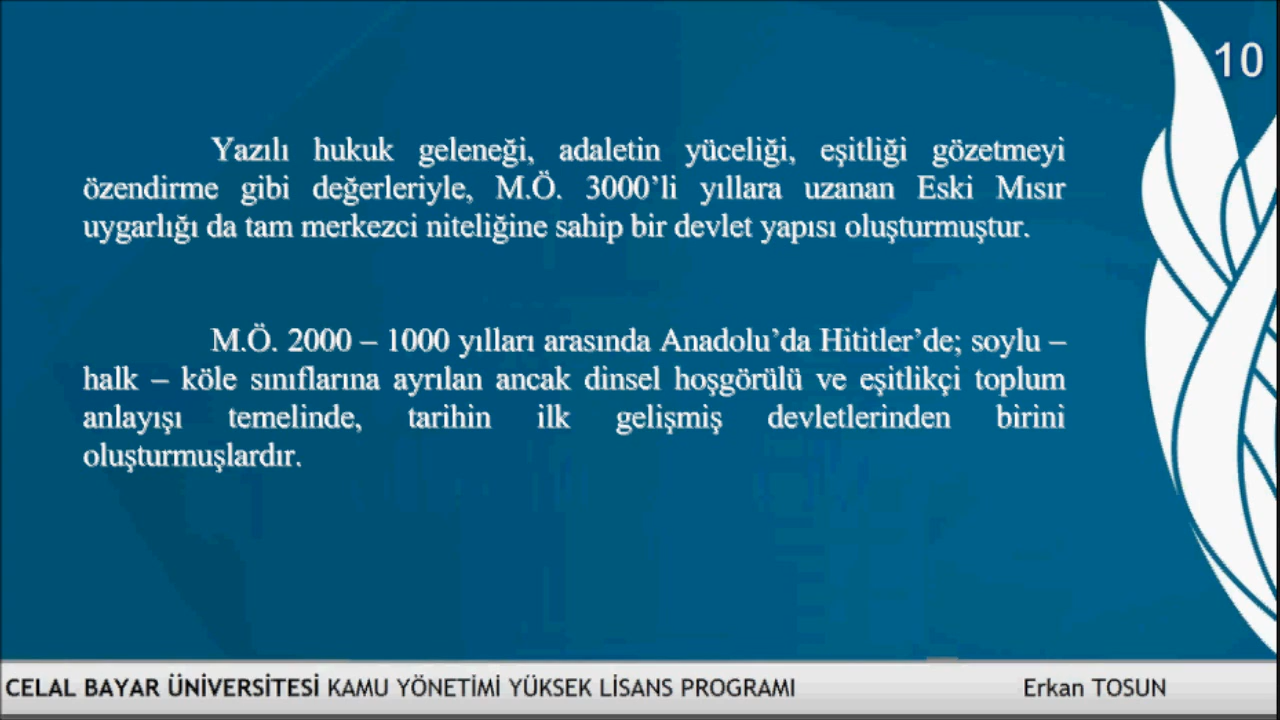 10
Yazılı hukuk geleneği, adaletin yüceliği, eşitliği gözetmeyi
özendirme gibi değerleriyle, M.Ö. 3000’li yıllara uzanan Eski Mısır
uygarlığı da tam merkezci niteliğine sahip bir devlet yapısı oluşturmuştur.
M.Ö. 2000 – 1000 yılları arasında Anadolu’da Hititler’de; soylu –
halk – köle sınıflarına ayrılan ancak dinsel hoşgörülü ve eşitlikçi toplum
anlayışı temelinde, tarihin ilk gelişmiş devletlerinden birini
oluşturmuşlardır.
CELAL BAYAR ÜNİVERSİTESİ KAMU YÖNETİMİ YÜKSEK LİSANS PROGRAMI Erkan TOSUN